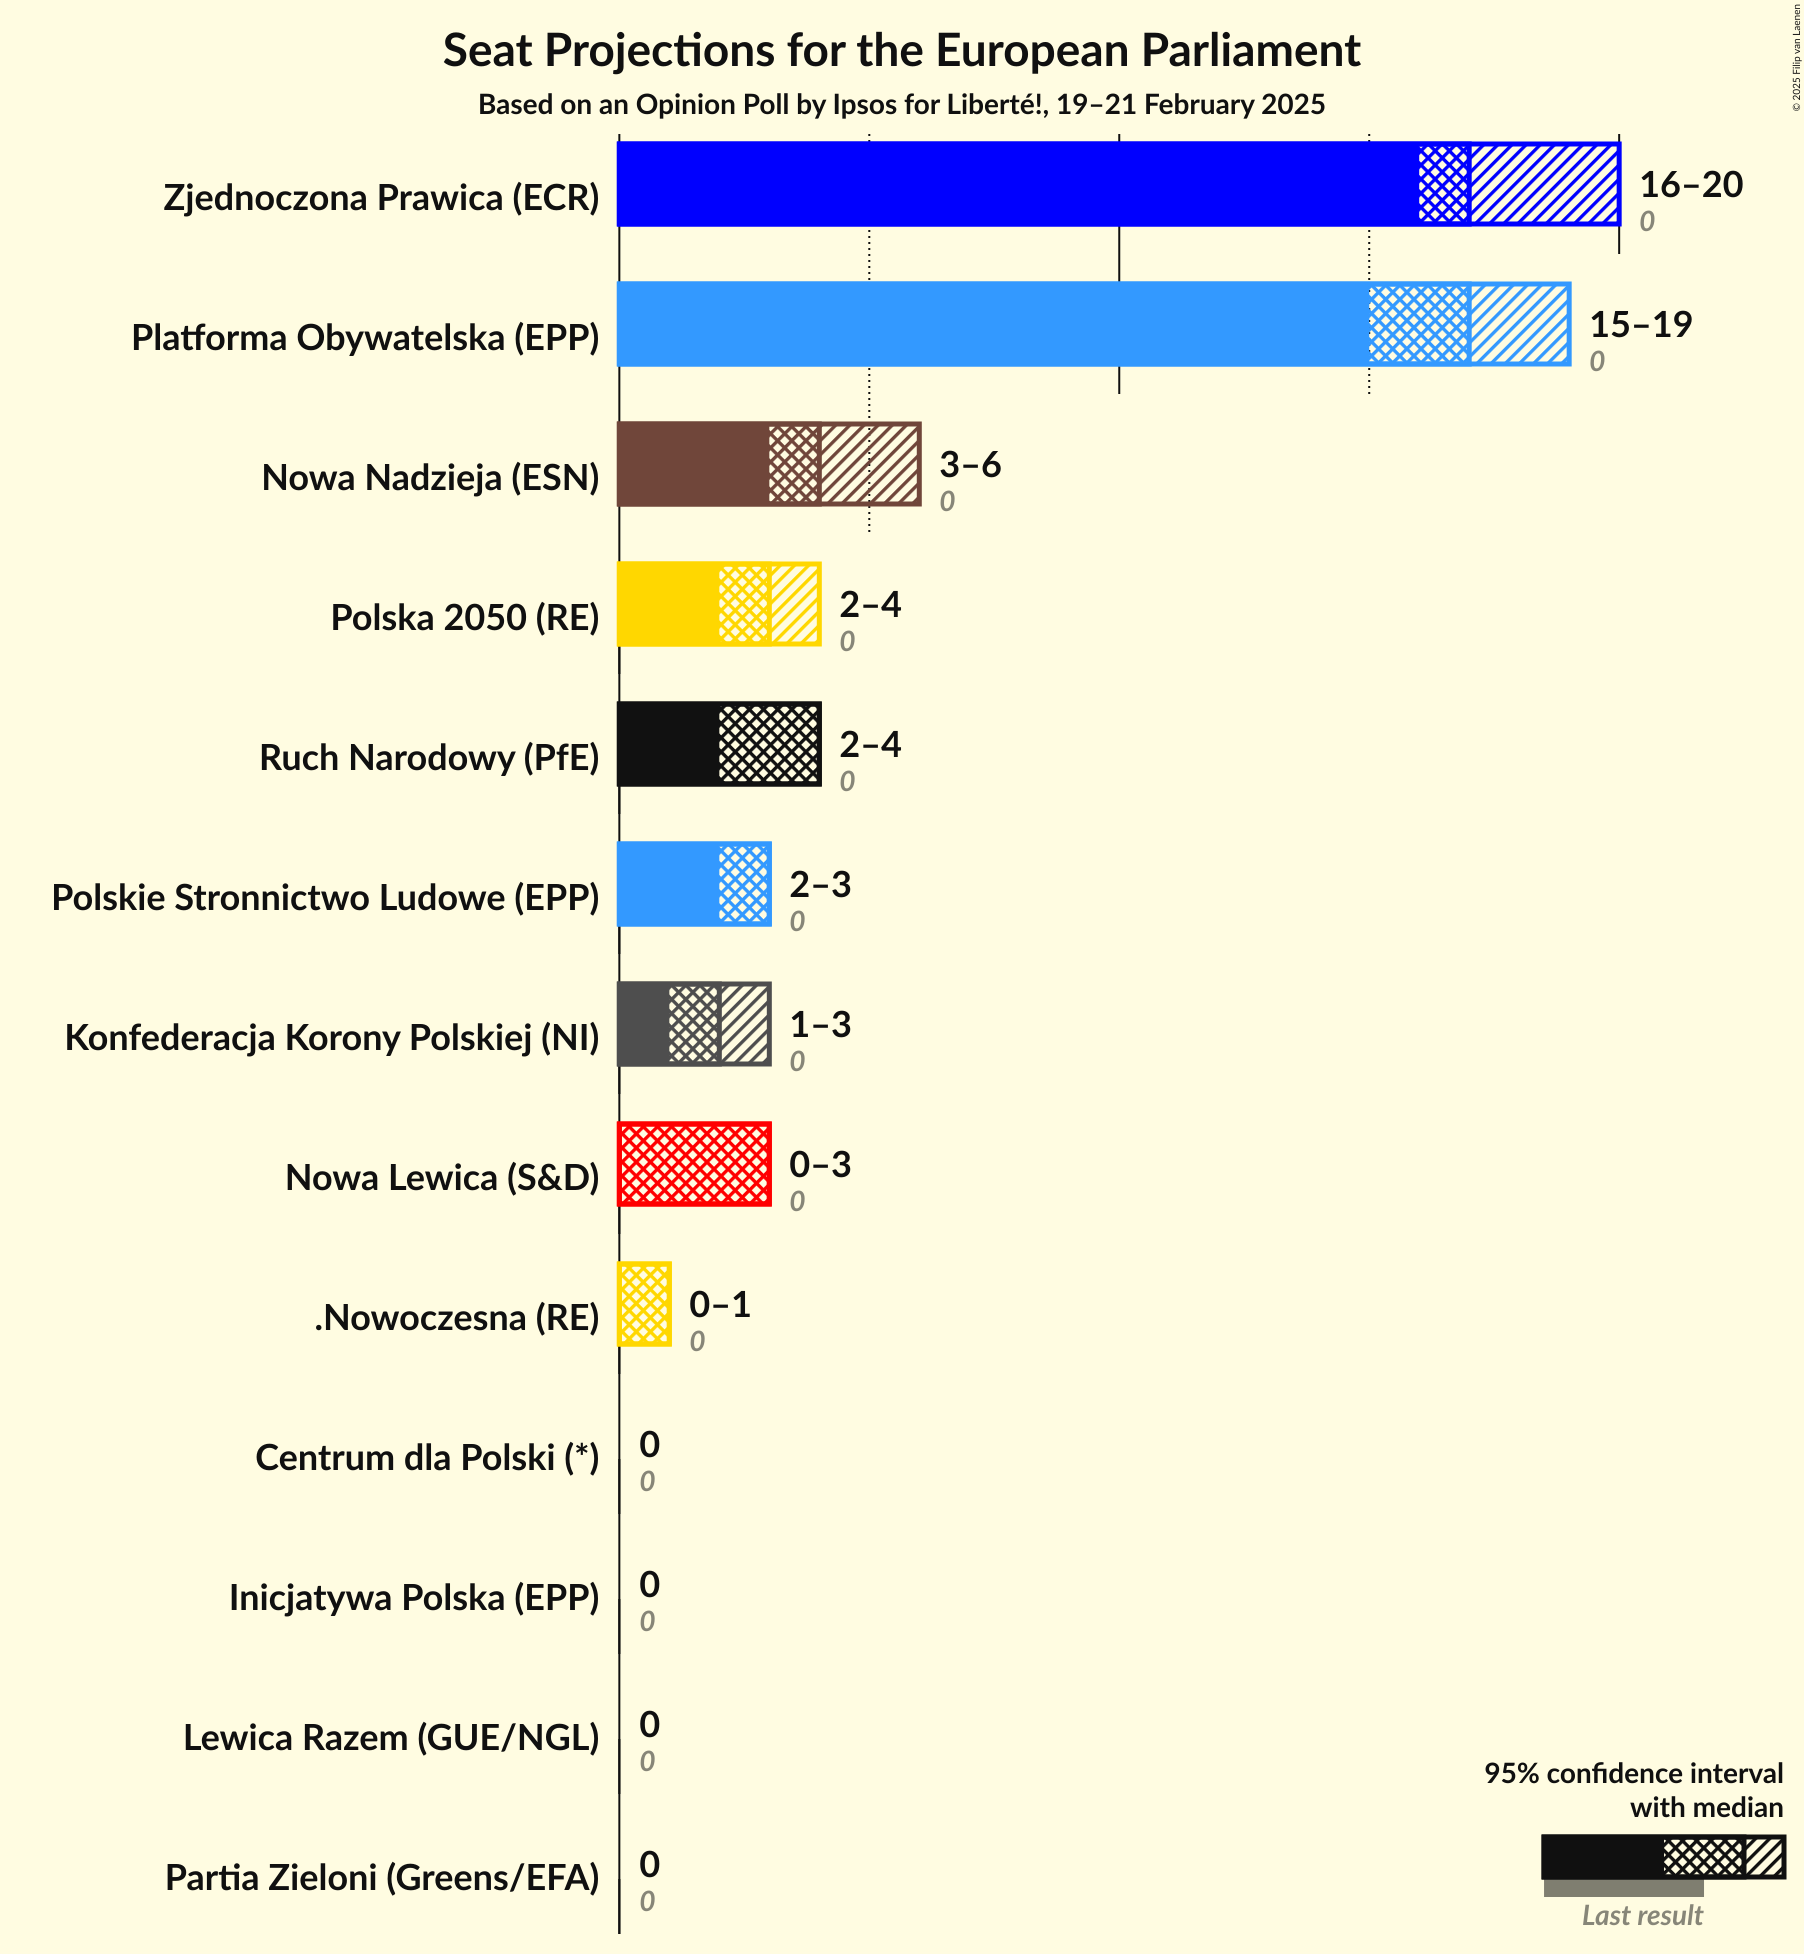 Seat Projections for the European Parliament
Based on an Opinion Poll by Ipsos for Liberté!, 19–21 February 2025
© 2025 Filip van Laenen
Zjednoczona Prawica (ECR)
16–20
0
Platforma Obywatelska (EPP)
15–19
0
Nowa Nadzieja (ESN)
3–6
0
Polska 2050 (RE)
2–4
0
Ruch Narodowy (PfE)
2–4
0
Polskie Stronnictwo Ludowe (EPP)
2–3
0
Konfederacja Korony Polskiej (NI)
1–3
0
Nowa Lewica (S&D)
0–3
0
.Nowoczesna (RE)
0–1
0
Centrum dla Polski (*)
0
0
Inicjatywa Polska (EPP)
0
0
Lewica Razem (GUE/NGL)
0
0
Partia Zieloni (Greens/EFA)
0
0
95% confidence interval
with median
Last result